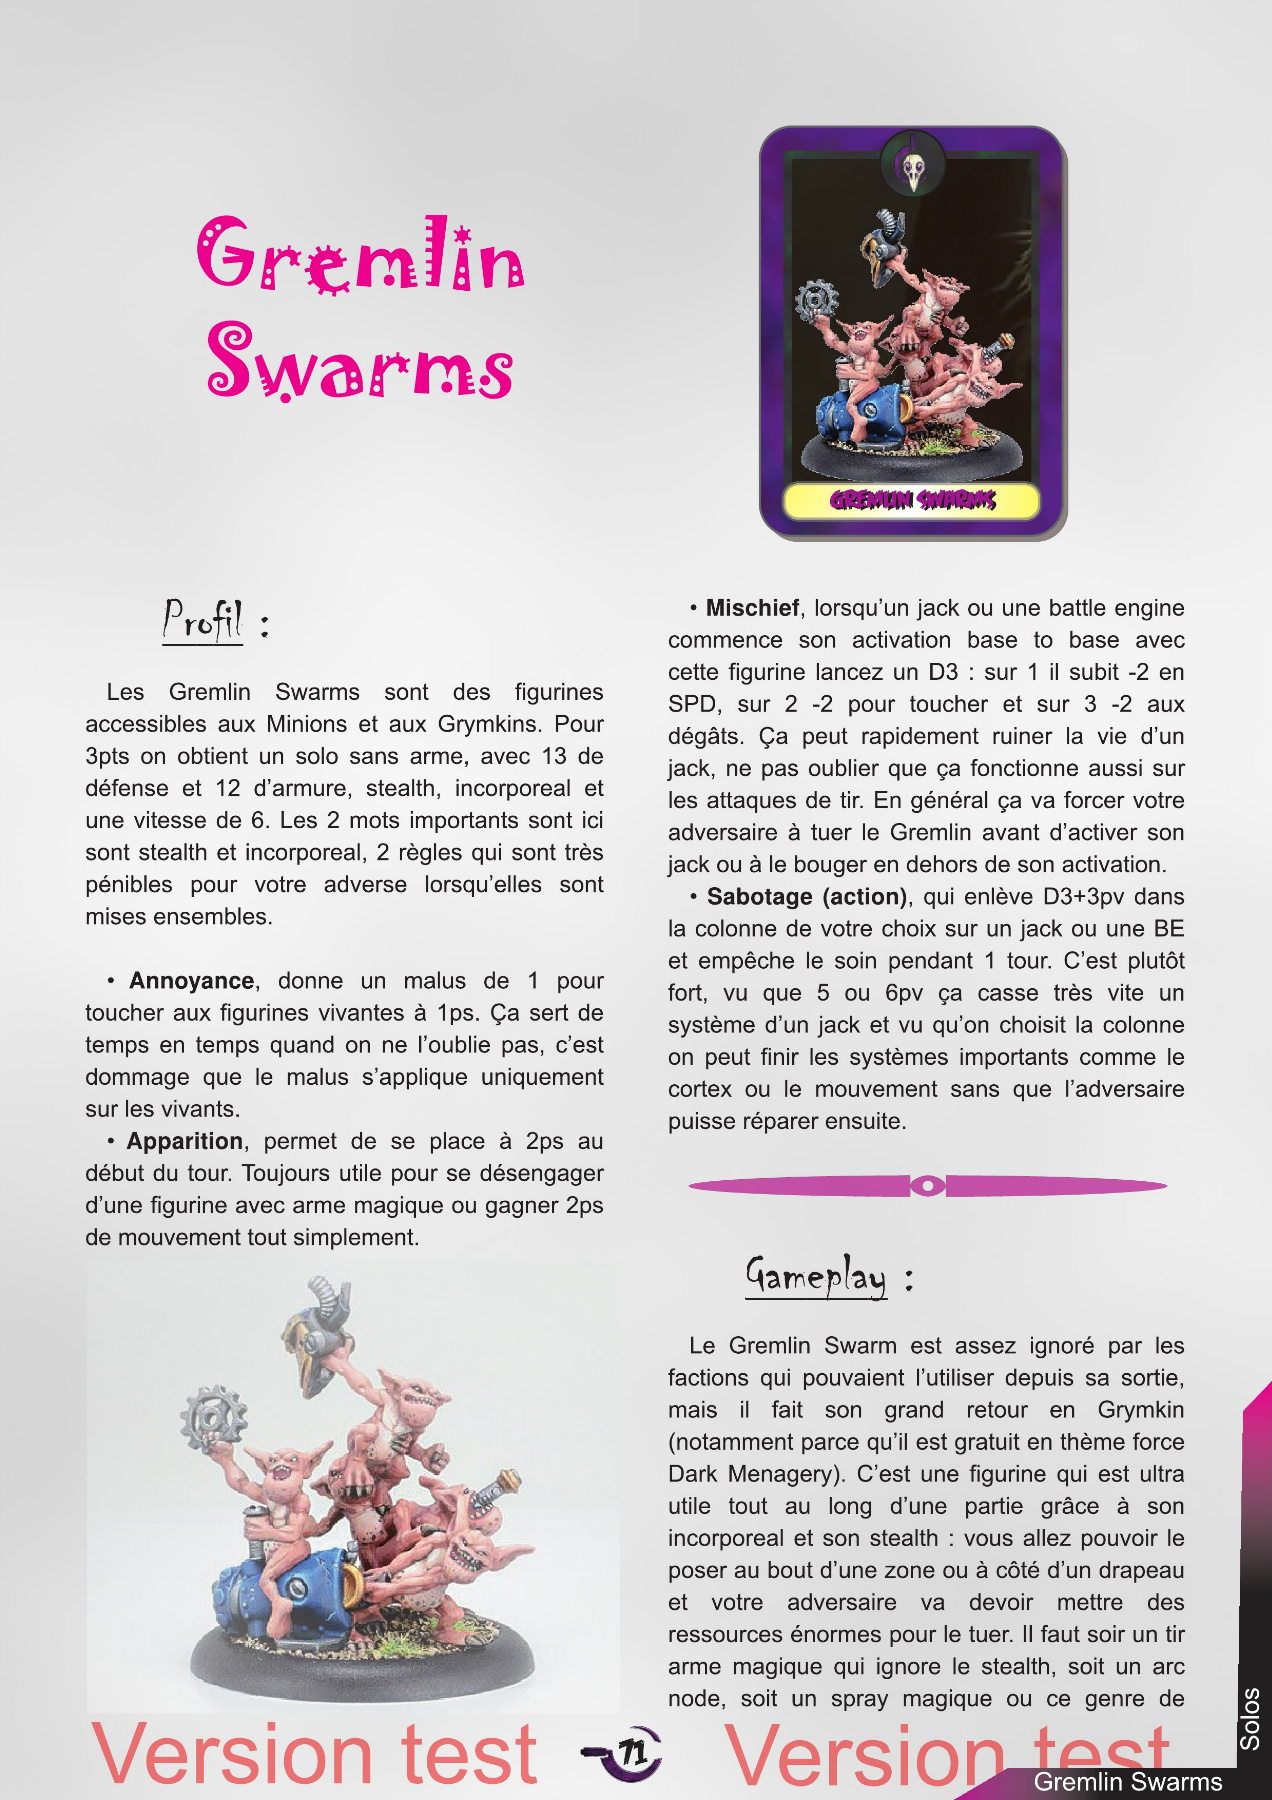 Gremlin
Swarms
GREMLIN SWARMS
Profil :
Les Gremlin Swarms sont des figurines
accessibles aux Minions et aux Grymkins. Pour
3pts on obtient un solo sans arme, avec 13 de
défense et 12 d’armure, stealth, incorporeal et
une vitesse de 6. Les 2 mots importants sont ici
sont stealth et incorporeal, 2 règles qui sont très
pénibles pour votre adverse lorsqu’elles sont
mises ensembles.
• Annoyance, donne un malus de 1 pour
toucher aux figurines vivantes à 1ps. Ça sert de
temps en temps quand on ne l’oublie pas, c’est
dommage que le malus s’applique uniquement
sur les vivants.
• Apparition, permet de se place à 2ps au
début du tour. Toujours utile pour se désengager
d’une figurine avec arme magique ou gagner 2ps
de mouvement tout simplement.
• Mischief, lorsqu’un jack ou une battle engine
commence son activation base to base avec
cette figurine lancez un D3 : sur 1 il subit -2 en
SPD, sur 2 -2 pour toucher et sur 3 -2 aux
dégâts. Ça peut rapidement ruiner la vie d’un
jack, ne pas oublier que ça fonctionne aussi sur
les attaques de tir. En général ça va forcer votre
adversaire à tuer le Gremlin avant d’activer son
jack ou à le bouger en dehors de son activation.
• Sabotage (action), qui enlève D3+3pv dans
la colonne de votre choix sur un jack ou une BE
et empêche le soin pendant 1 tour. C’est plutôt
fort, vu que 5 ou 6pv ça casse très vite un
système d’un jack et vu qu’on choisit la colonne
on peut finir les systèmes importants comme le
cortex ou le mouvement sans que l’adversaire
puisse réparer ensuite.
Gameplay :
Le Gremlin Swarm est assez ignoré par les
factions qui pouvaient l’utiliser depuis sa sortie,
mais il fait son grand retour en Grymkin
(notamment parce qu’il est gratuit en thème force
Dark Menagery). C’est une figurine qui est ultra
utile tout au long d’une partie grâce à son
incorporeal et son stealth : vous allez pouvoir le
poser au bout d’une zone ou à côté d’un drapeau
et votre adversaire va devoir mettre des
ressources énormes pour le tuer. Il faut soir un tir
arme magique qui ignore le stealth, soit un arc
node, soit un spray magique ou ce genre de
Version test
71
Version test
Solos
Gremlin Swarms